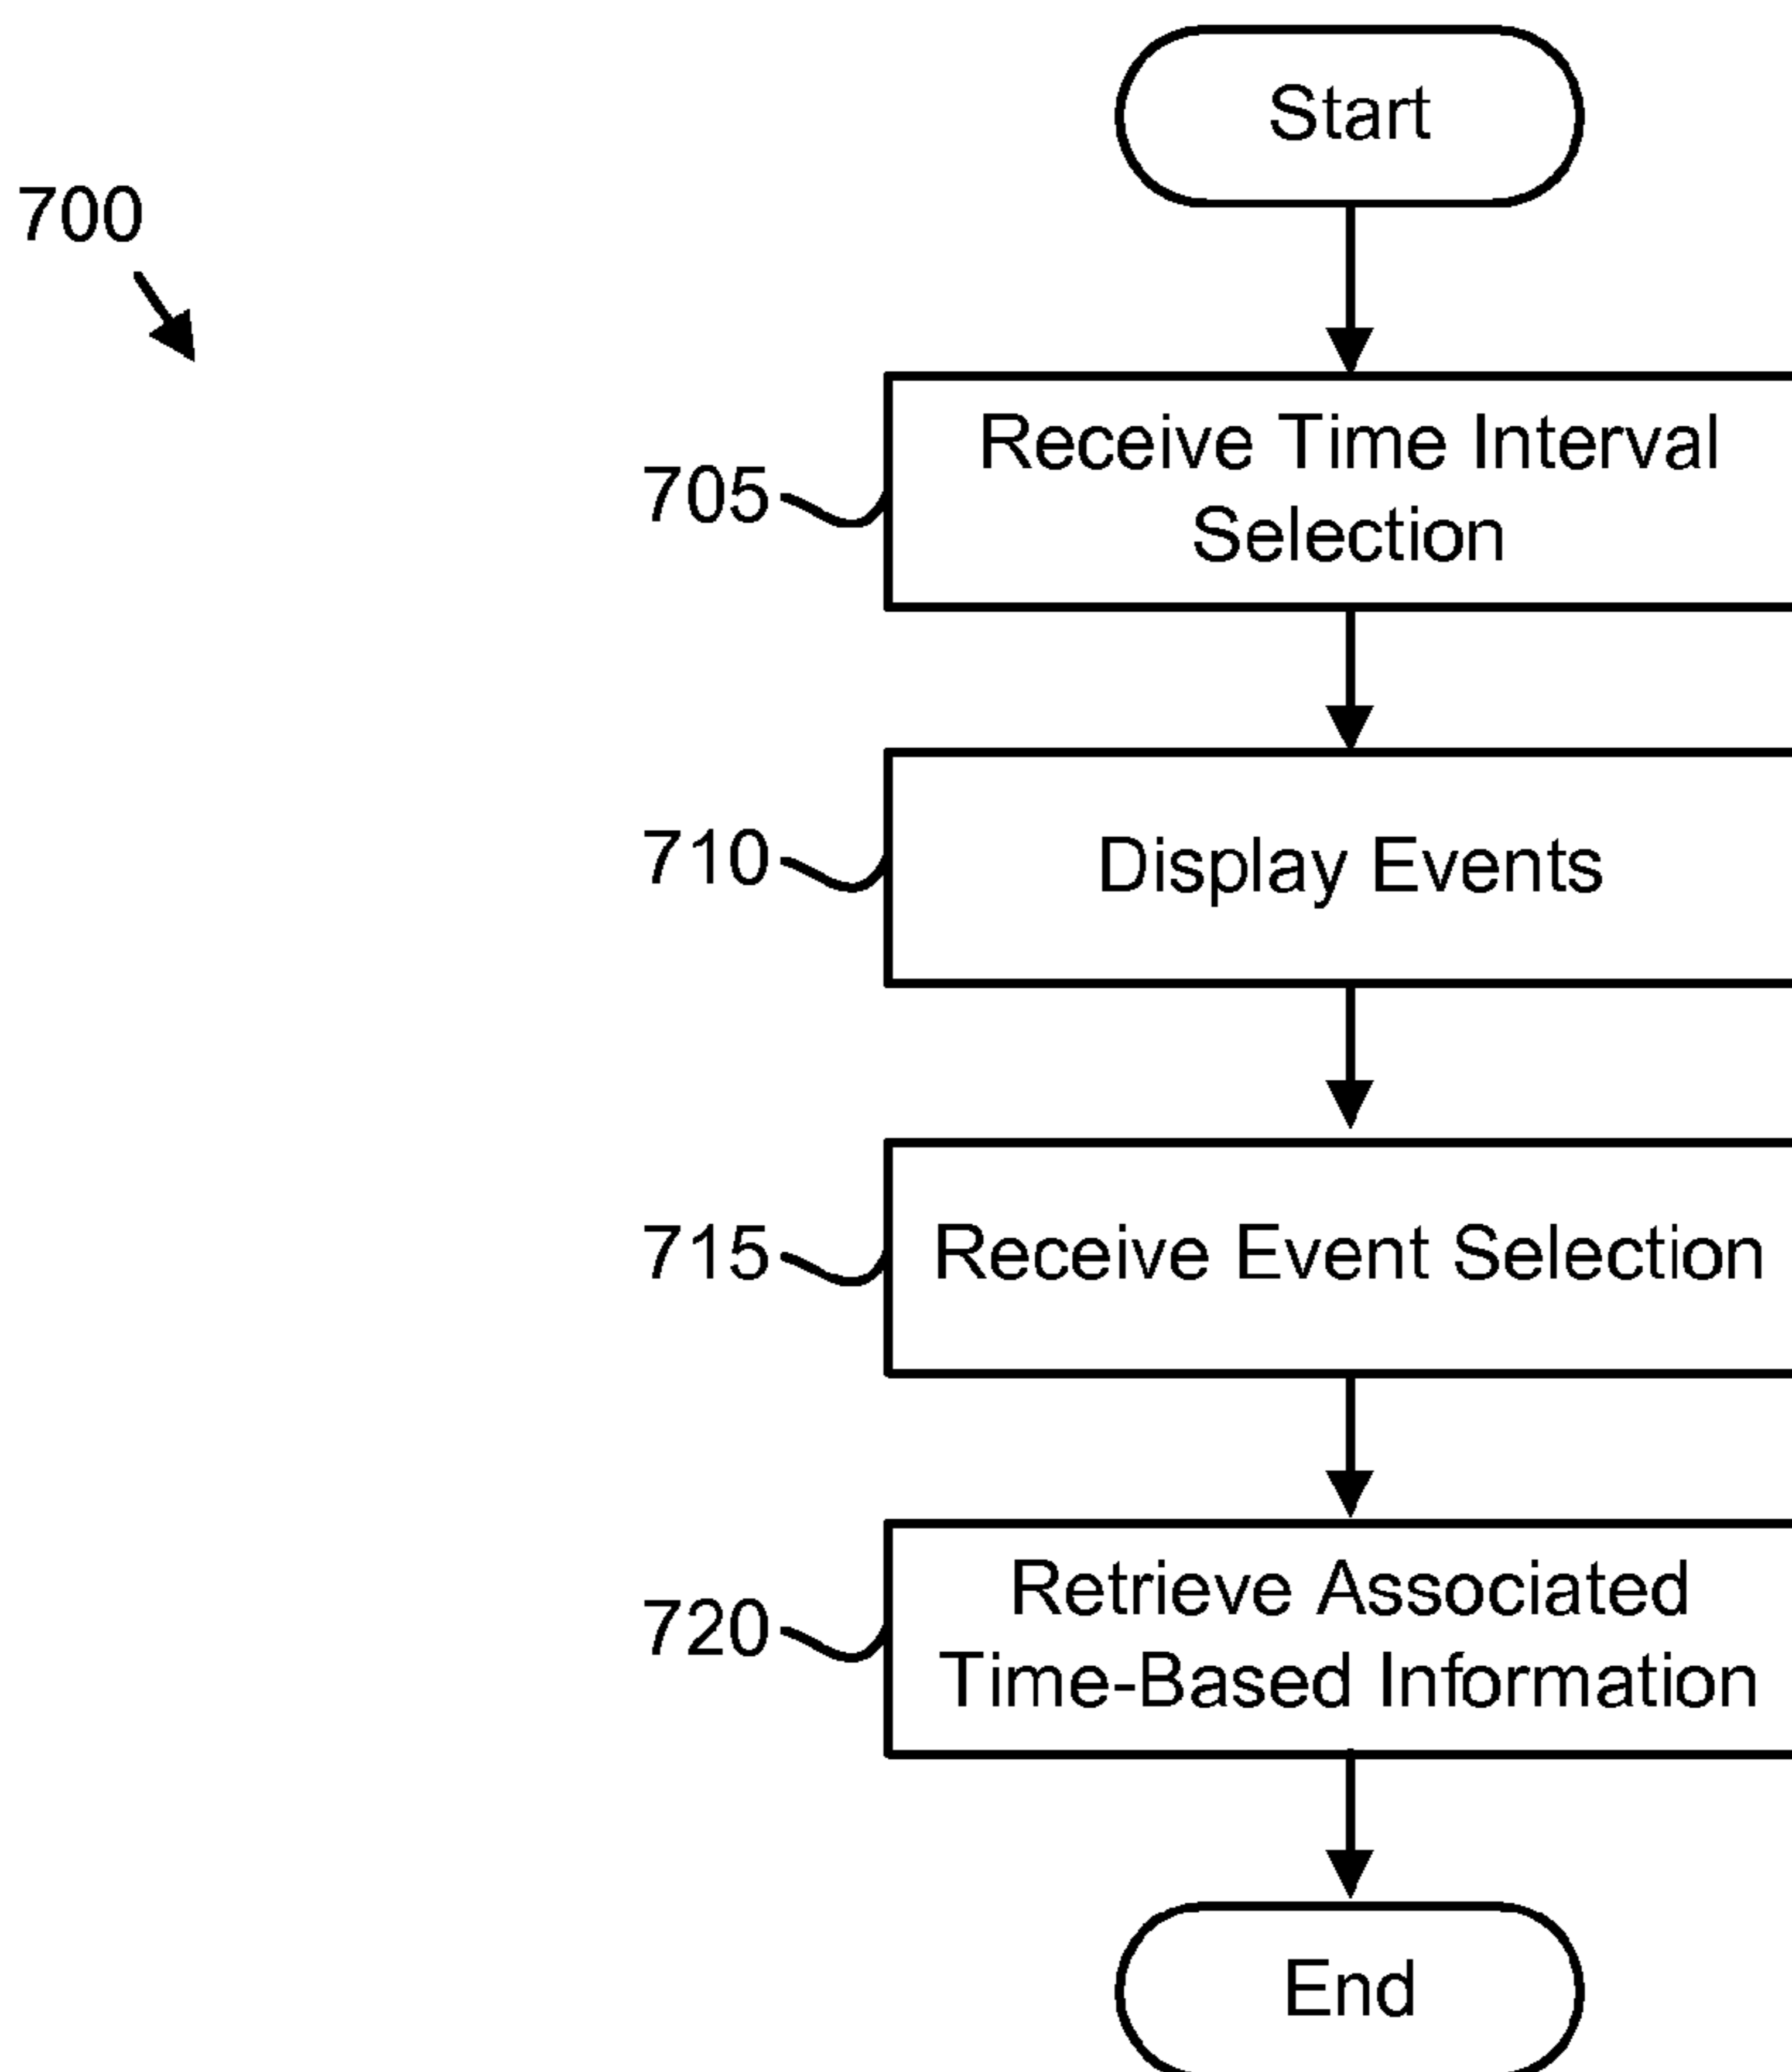 Start
700
Receive Time Interval
Selection
705
Display Events
710
Receive Event Selection
715
Retrieve Associated
Time-Based Information
720
End